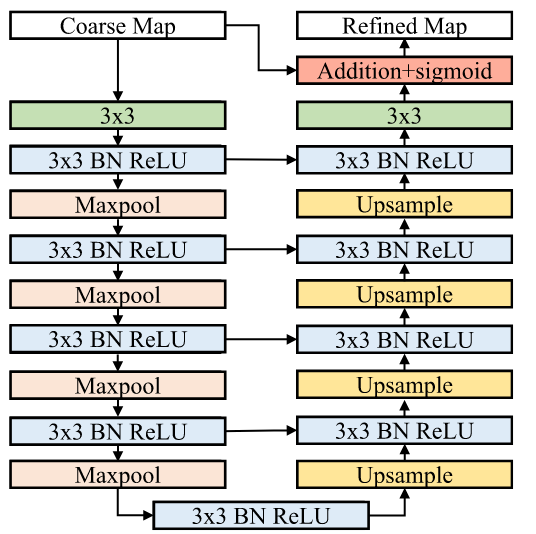 Coarse Map
Refined Map
Addition+sigmoid
3x3
3x3
3x3 BN ReLU
3x3 BN ReLU
Maxpool
Upsample
3x3 BN ReLU
3x3 BN ReLU
Maxpool
Upsample
3x3 BN ReLU
3x3 BN ReLU
Maxpool
Upsample
3x3 BN ReLU
3x3 BN ReLU
Maxpool
Upsample
3x3 BN ReLU